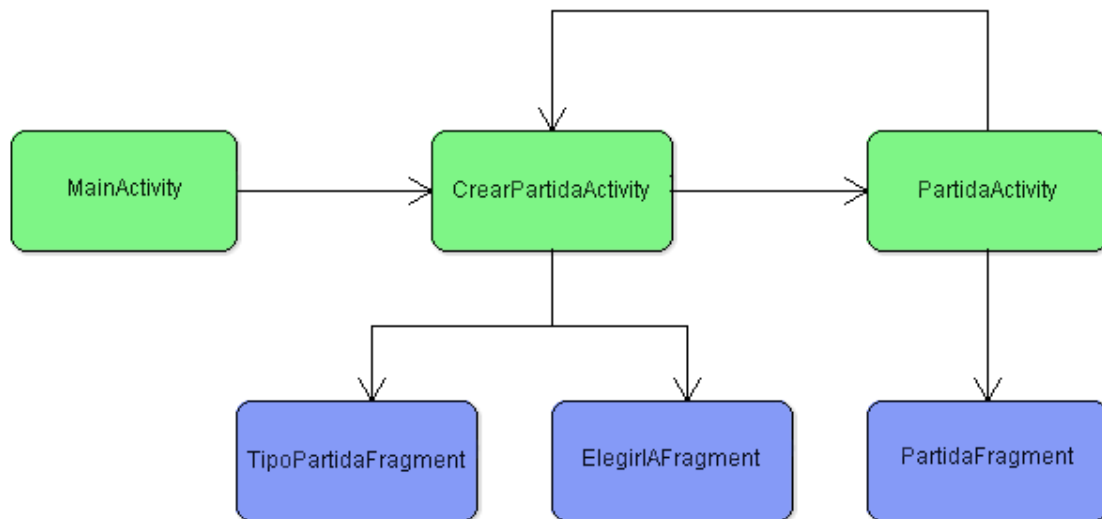 MainActivity
CrearPartidaActivity
PartidaActivity
TipoPartidaFragment
ElegirIAFragment
PartidaFragment